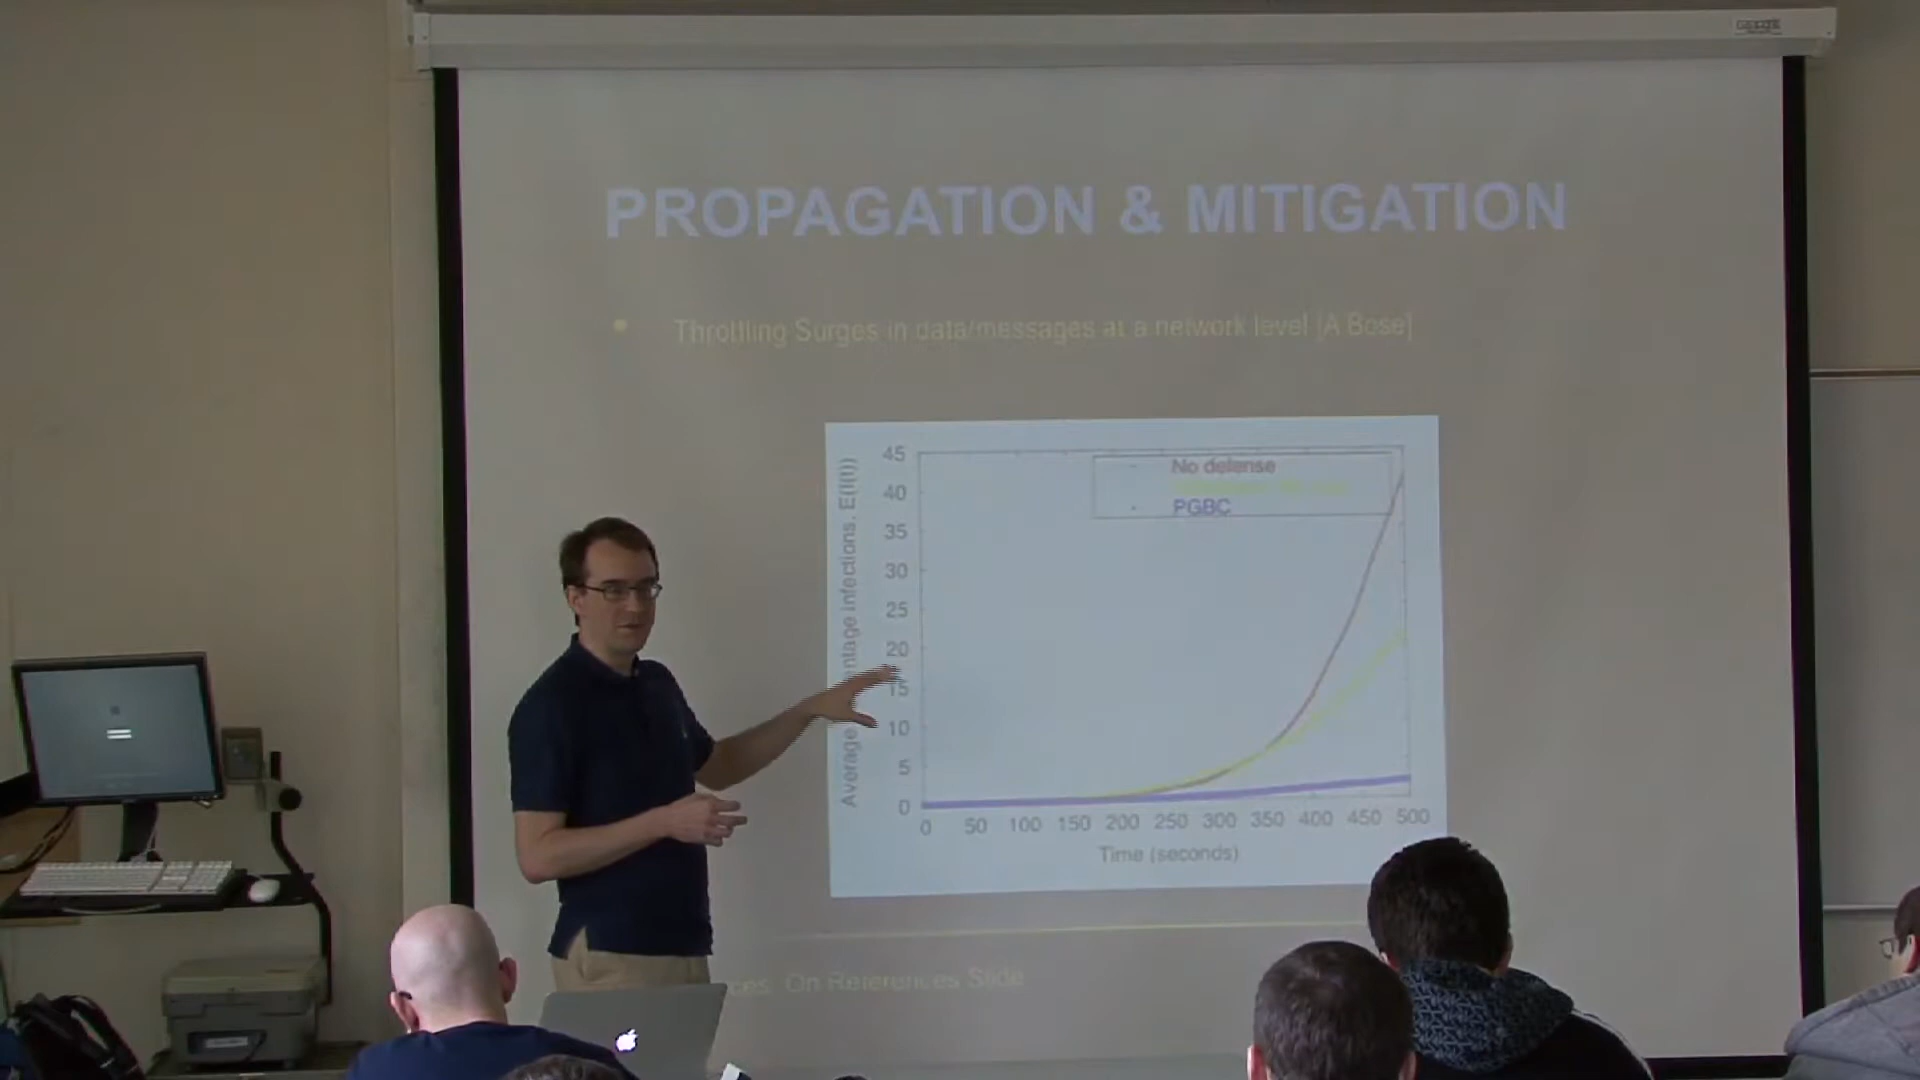 PROPAGATION & MITIGATION
• Throttling Surges in data/messages at a network level [A Bose]
45
40
35
30
25
20
15
10
5
0
Average
ntage infections, E(I(t))
No defense
PGBC
0 50 100 150 200 250 300 350 400 450 500
Time (seconds)
ces: On References Slide